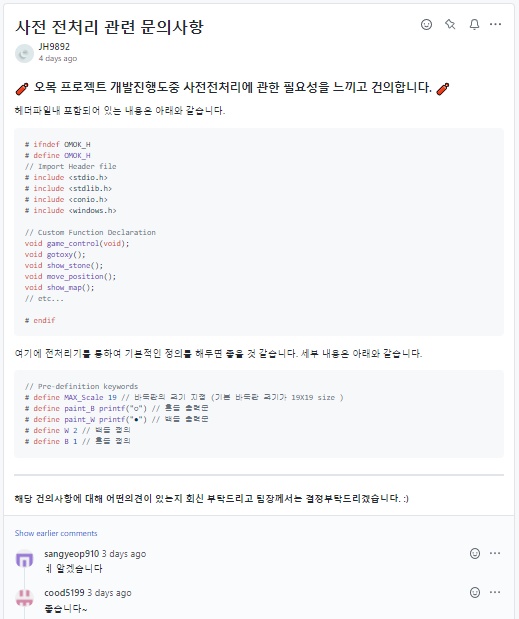 사전 전처리 관련 문의사항
JH9892
4 days ago
🧨 오목 프로젝트 개발진행도중 사전전처리에 관한 필요성을 느끼고 건의합니다. 🧨
헤더파일내 포함되어 있는 내용은 아래와 같습니다.
# ifndef OMOK_H
# define OMOK_H
// Import Header file
# include <stdio.h>
# include <stdlib.h>
# include <conio.h>
# include <windows.h>
// Custom Function Declaration
void game_control(void);
void gotoxy();
void show_stone();
void move_position();
void show_map();
// etc...
# endif
여기에 전처리기를 통하여 기본적인 정의를 해두면 좋을 것 같습니다. 세부 내용은 아래와 같습니다.
// Pre-definition keywords
# define MAX_Scale 19 // 바둑판의 크기 지정 (기본 바둑판 크기가 19X19 size )
# define paint_B printf("○") // 흑돌 출력문
# define paint_W printf("●") // 백돌 출력문
# define W 2 // 백돌 정의
# define B 1 // 흑돌 정의
해당 건의사항에 대해 어떤의견이 있는지 회신 부탁드리고 팀장께서는 결정부탁드리겠습니다. :)
Show earlier comments
sangyeop910 3 days ago
네 알겠습니다
cood5199 3 days ago
좋습니다~